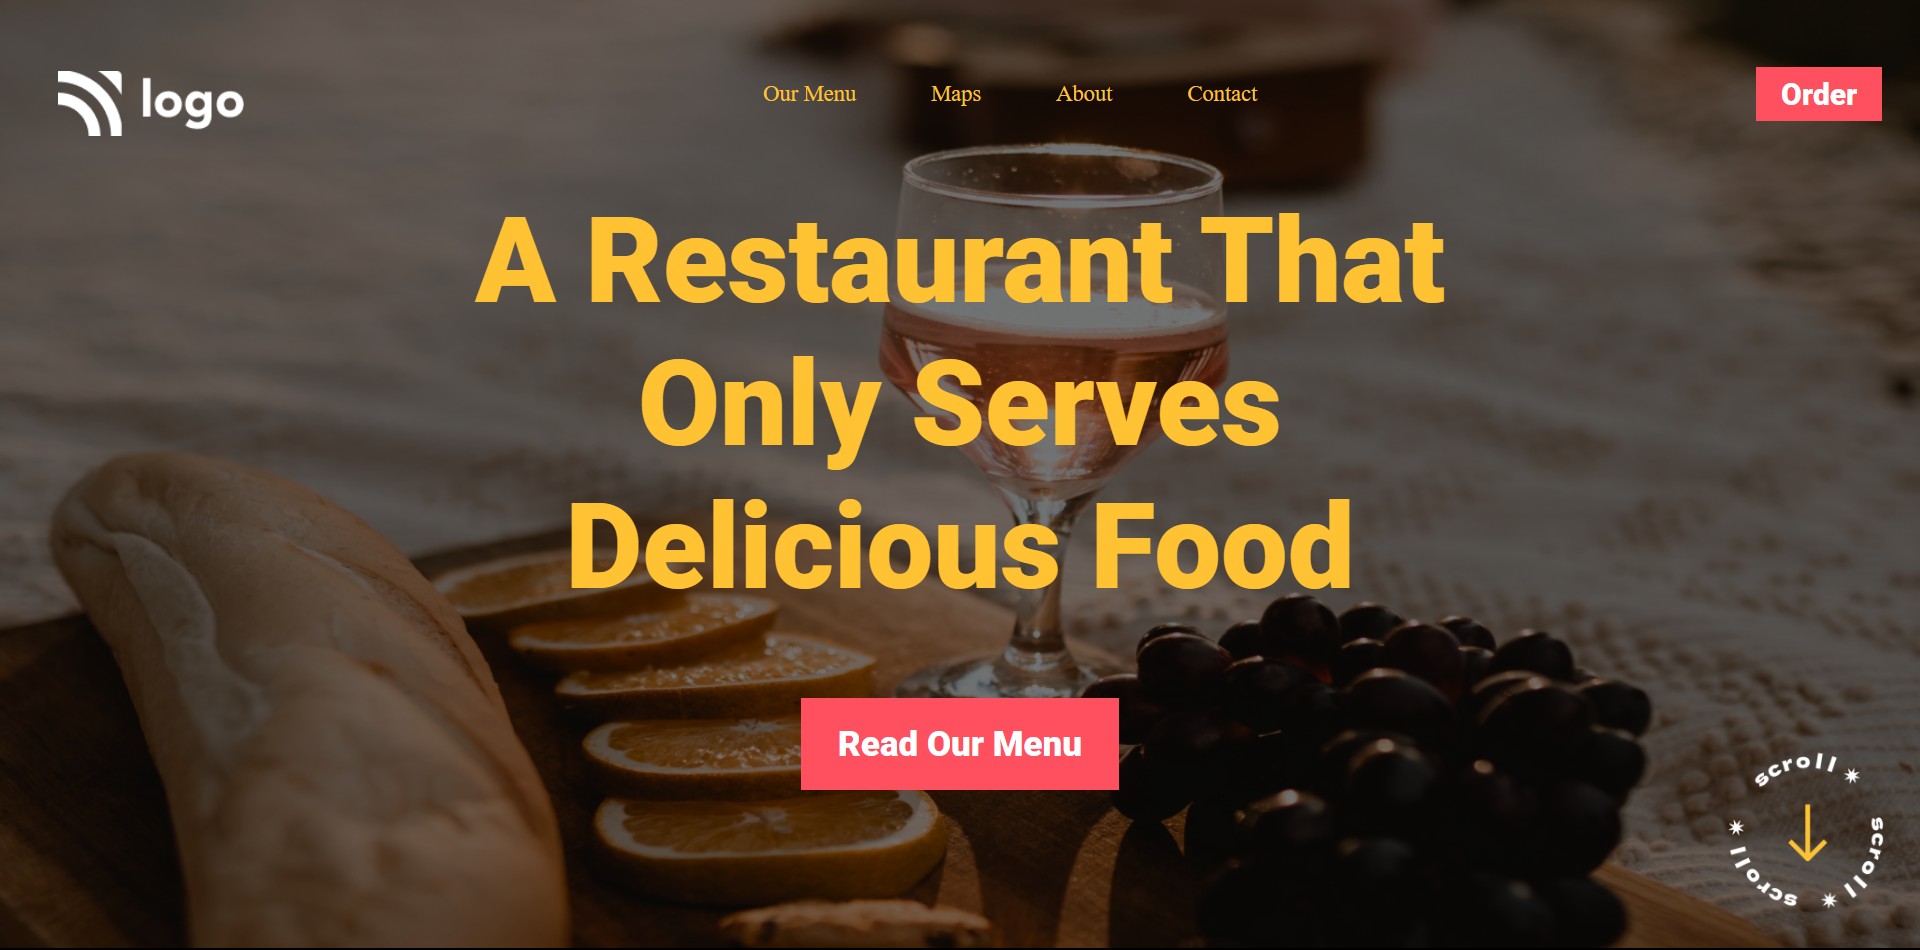 logo
Our Menu
Maps
About
Contact
Order
A Restaurant That
Only Serves
Delicious Food
Read Our Menu
scroll
scroll
scroll